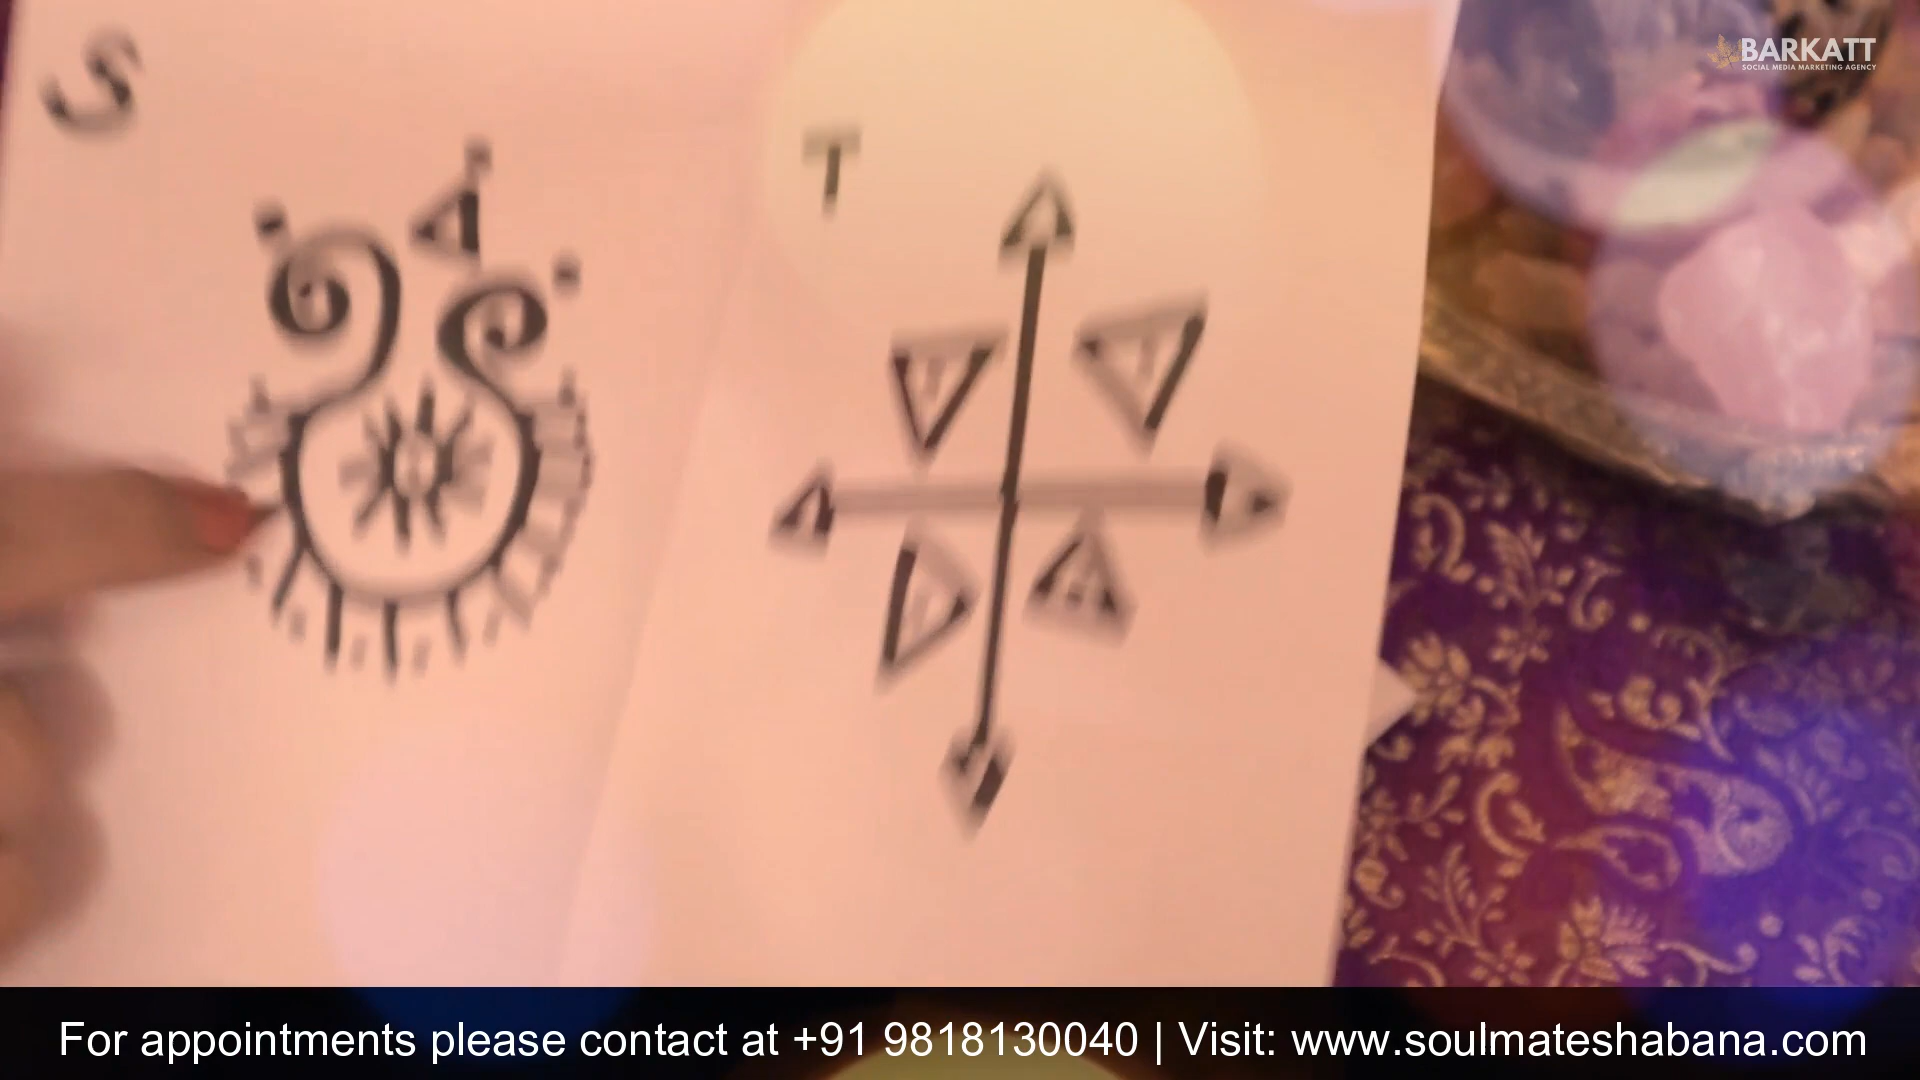 BARKATT
SOCIAL MEDIA MARKETING AGENCY
S
T
For appointments please contact at +91 9818130040 | Visit: www.soulmateshabana.com